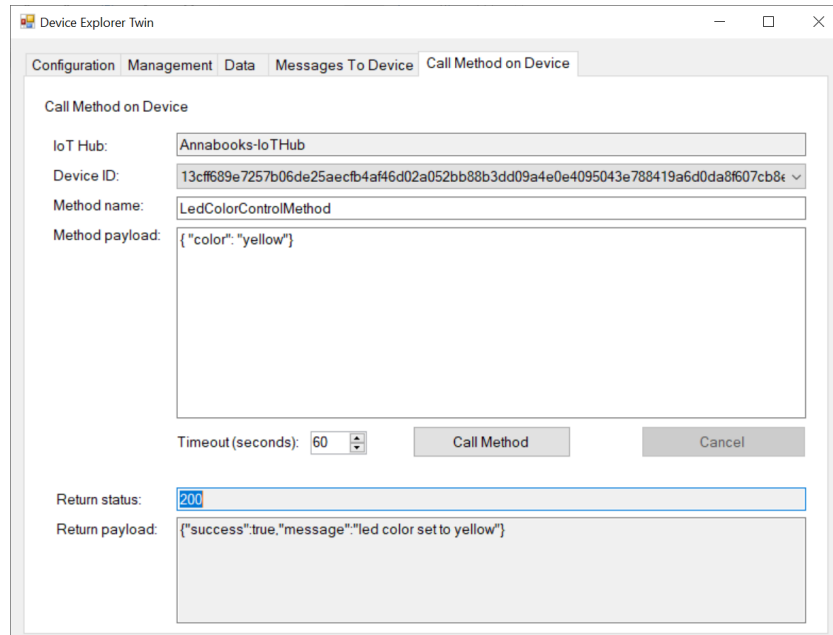 Device Explorer Twin
Configuration Management Data Messages To Device Call Method on Device
Call Method on Device
IoT Hub: Annabooks-IoTHub
Device ID: 13cff689e7257b06de25aecfb4af46d02a052bb88b3dd09a4e0e4095043e788419a6d0da8f607cb8e
Method name: LedColorControlMethod
Method payload: { "color": "yellow"}
Timeout (seconds): 60 Call Method Cancel
Return status: 200
Return payload: {"success":true,"message":"led color set to yellow"}